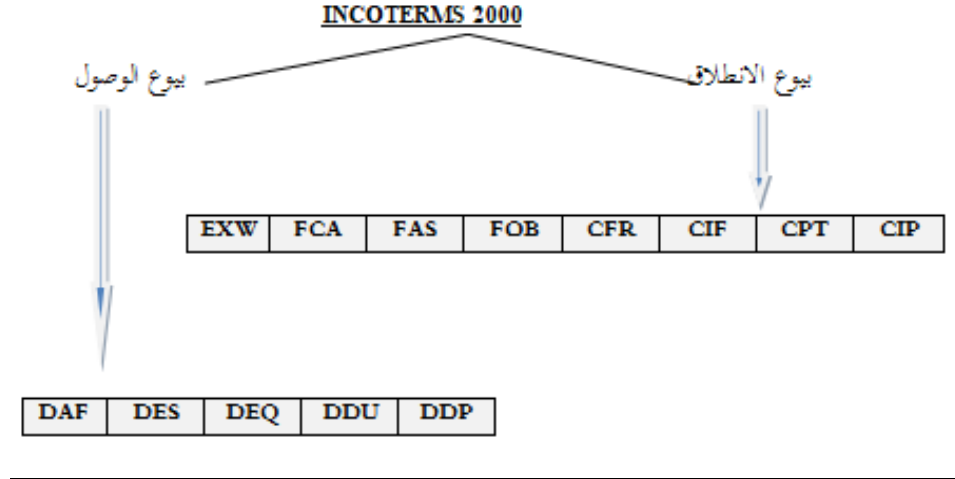 INCOTERMS 2000
بيوع الانطلاق
بيوع الوصول
EXW FCA FAS FOB CFR CIF CPT CIP
DAF DES DEQ DDU DDP